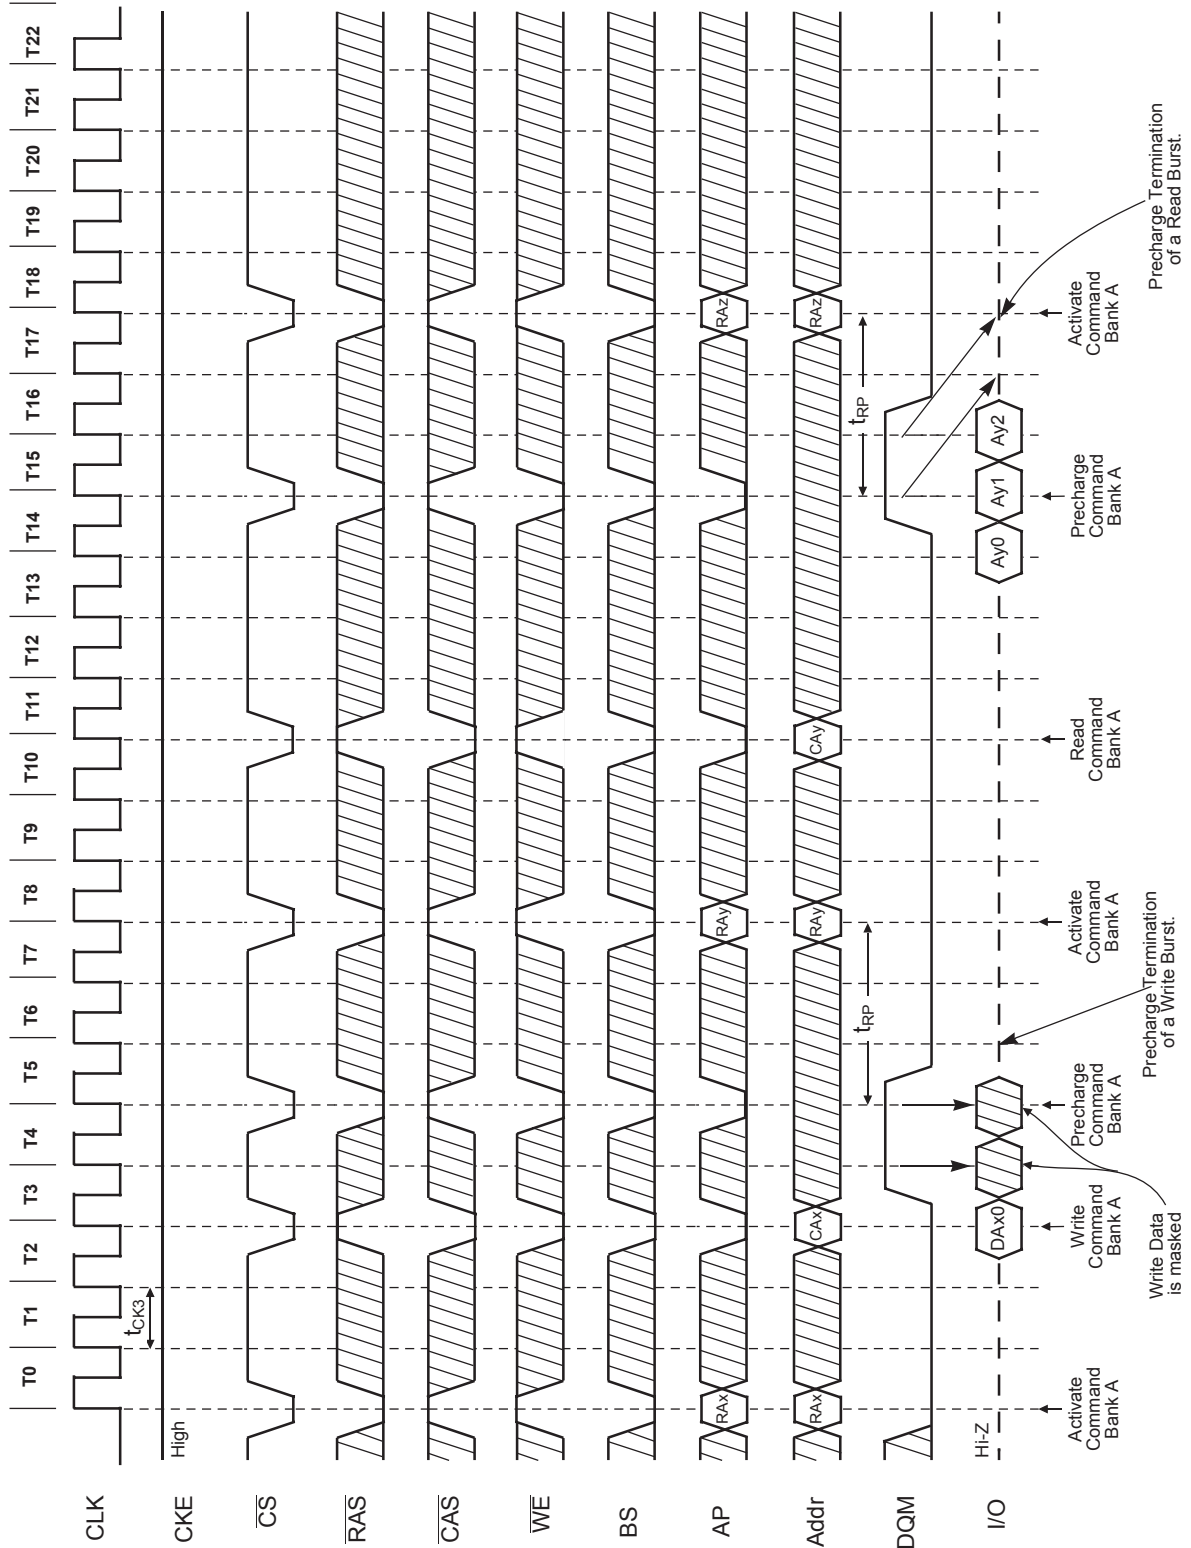 T0 T1 T2 T3 T4 T5 T6 T7 T8 T9 T10 T11 T12 T13 T14 T15 T16 T17 T18 T19 T20 T21 T22
CLK
tCK3
CKE
High
CS
RAS
CAS
WE
BS
AP
RAx
RAy
RAz
Addr
RAx
CAx
RAy
CAy
RAz
tRP
tRP
DQM
I/O
Hi-Z
DAx0
Ay0
Ay1
Ay2
Activate
Command
Bank A
Write
Command
Bank A
Precharge
Command
Bank A
Activate
Command
Bank A
Read
Command
Bank A
Precharge
Command
Bank A
Activate
Command
Bank A
Write Data
is masked
Precharge Termination
of a Write Burst.
Precharge Termination
of a Read Burst.